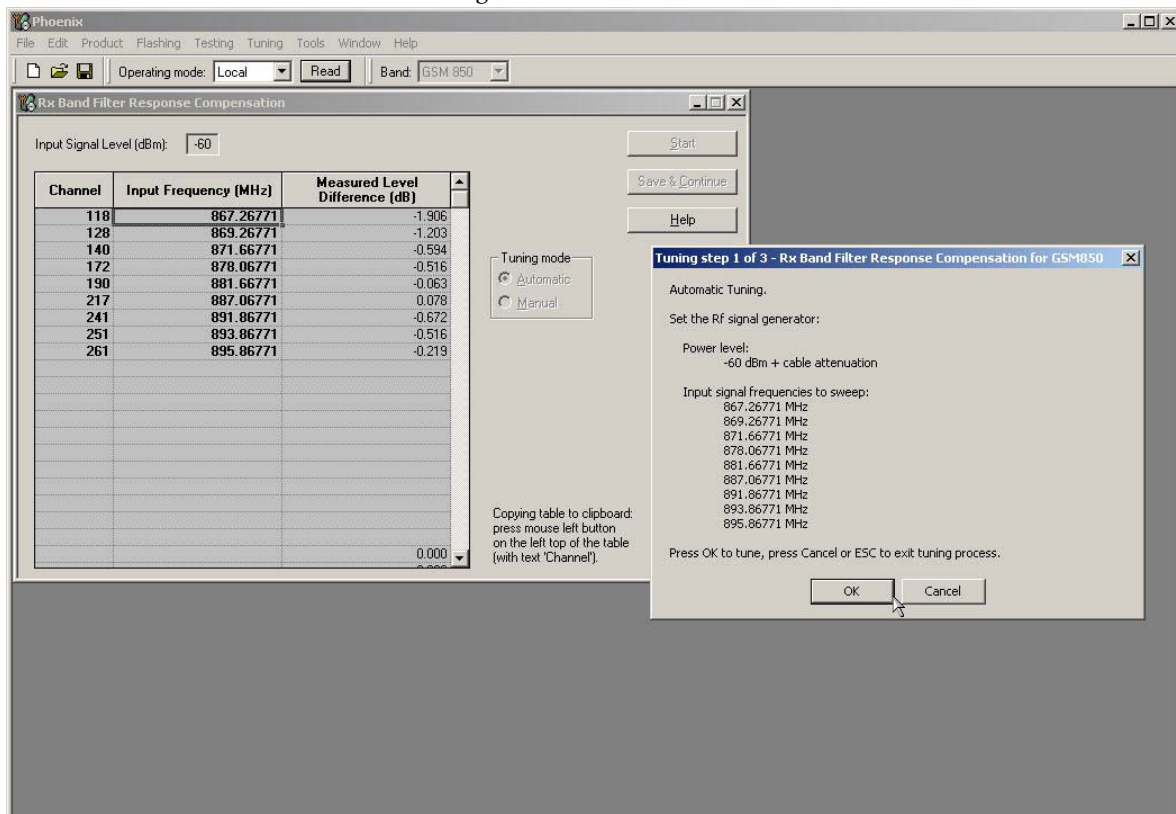 Phoenix
File Edit Product Flashing Testing Tuning Tools Window Help
Operating mode: Local Read Band: GSM 850
Rx Band Filter Response Compensation
Input Signal Level (dBm): -60
Start
Save & Continue
Help
Channel Input Frequency (MHz) Measured Level Difference (dB)
118 867.26771 -1.906
128 869.26771 -1.203
140 871.66771 -0.594
172 878.06771 -0.516
190 881.66771 -0.063
217 887.06771 0.078
241 891.86771 -0.672
251 893.86771 -0.516
261 895.86771 -0.219
0.000
Tuning mode
Automatic
Manual
Copying table to clipboard:
press mouse left button
on the left top of the table
(with text 'Channel').
Tuning step 1 of 3 - Rx Band Filter Response Compensation for GSM850
Automatic Tuning.
Set the Rf signal generator:
Power level:
-60 dBm + cable attenuation
Input signal frequencies to sweep:
867.26771 MHz
869.26771 MHz
871.66771 MHz
878.06771 MHz
881.66771 MHz
887.06771 MHz
891.86771 MHz
893.86771 MHz
895.86771 MHz
Press OK to tune, press Cancel or ESC to exit tuning process.
OK Cancel